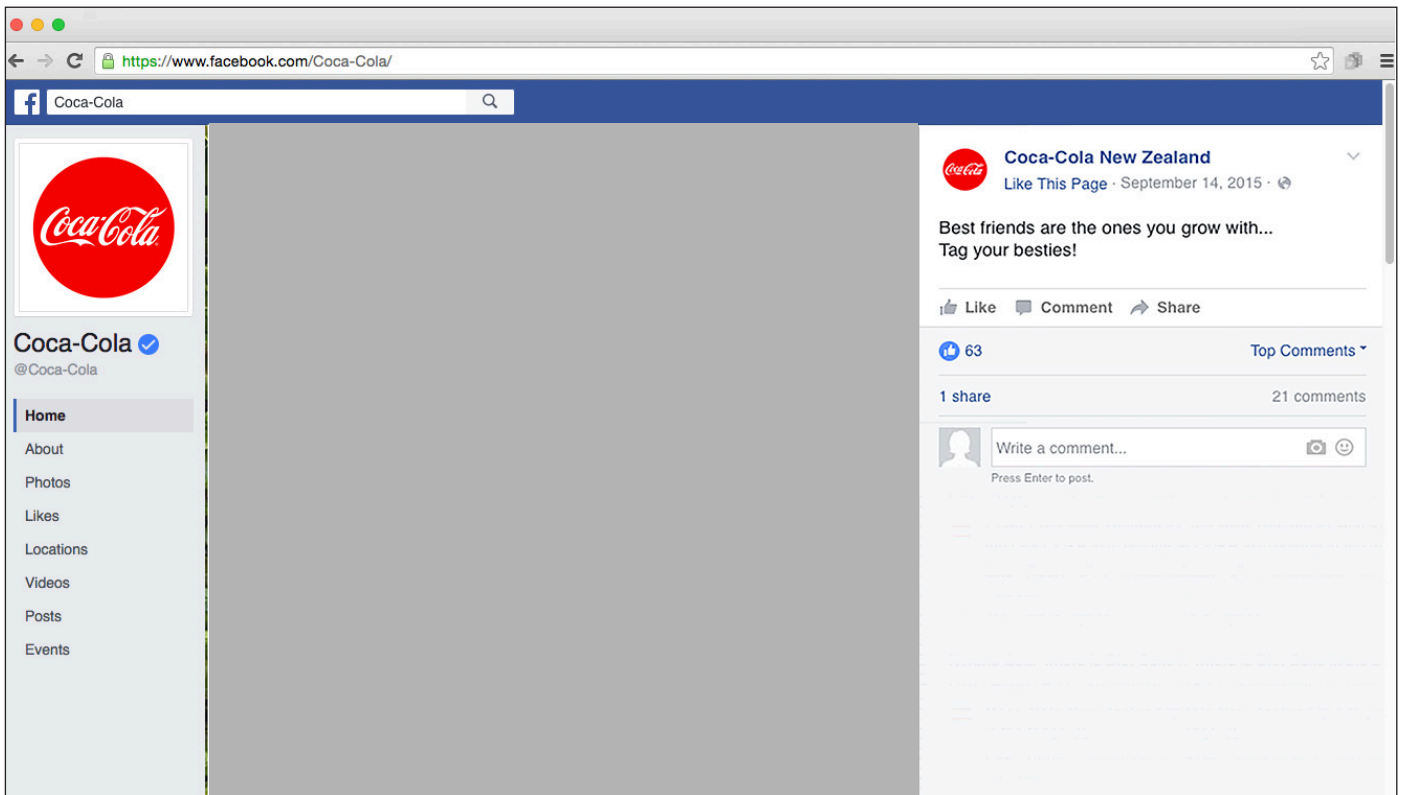 https://www.facebook.com/Coca-Cola/
Coca-Cola
Coca-Cola
Coca-Cola
@Coca-Cola
Home
About
Photos
Likes
Locations
Videos
Posts
Events
Coca-Cola
Coca-Cola New Zealand
Like This Page · September 14, 2015 ·
Best friends are the ones you grow with...
Tag your besties!
Like Comment Share
63 Top Comments
1 share 21 comments
Write a comment...
Press Enter to post.